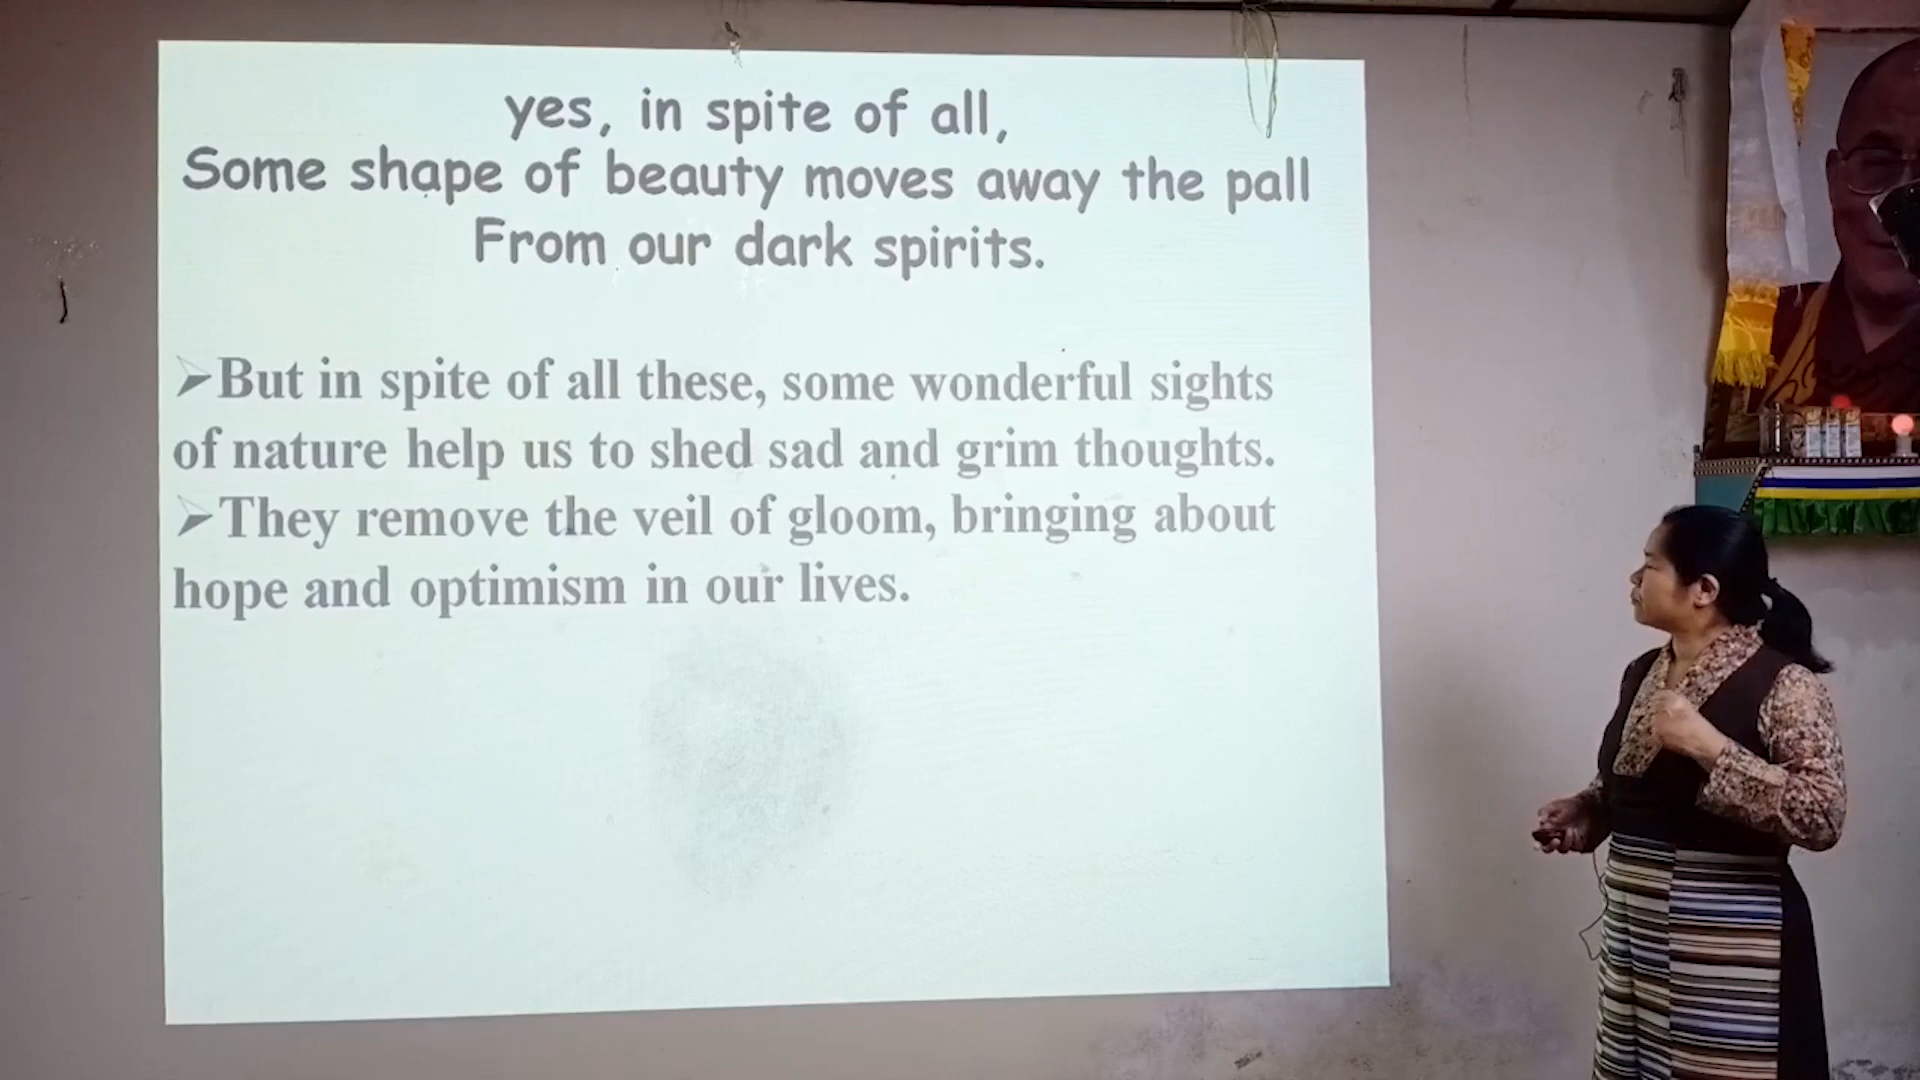 yes, in spite of all,
Some shape of beauty moves away the pall
From our dark spirits.
➢But in spite of all these, some wonderful sights
of nature help us to shed sad and grim thoughts.
➢They remove the veil of gloom, bringing about
hope and optimism in our lives.